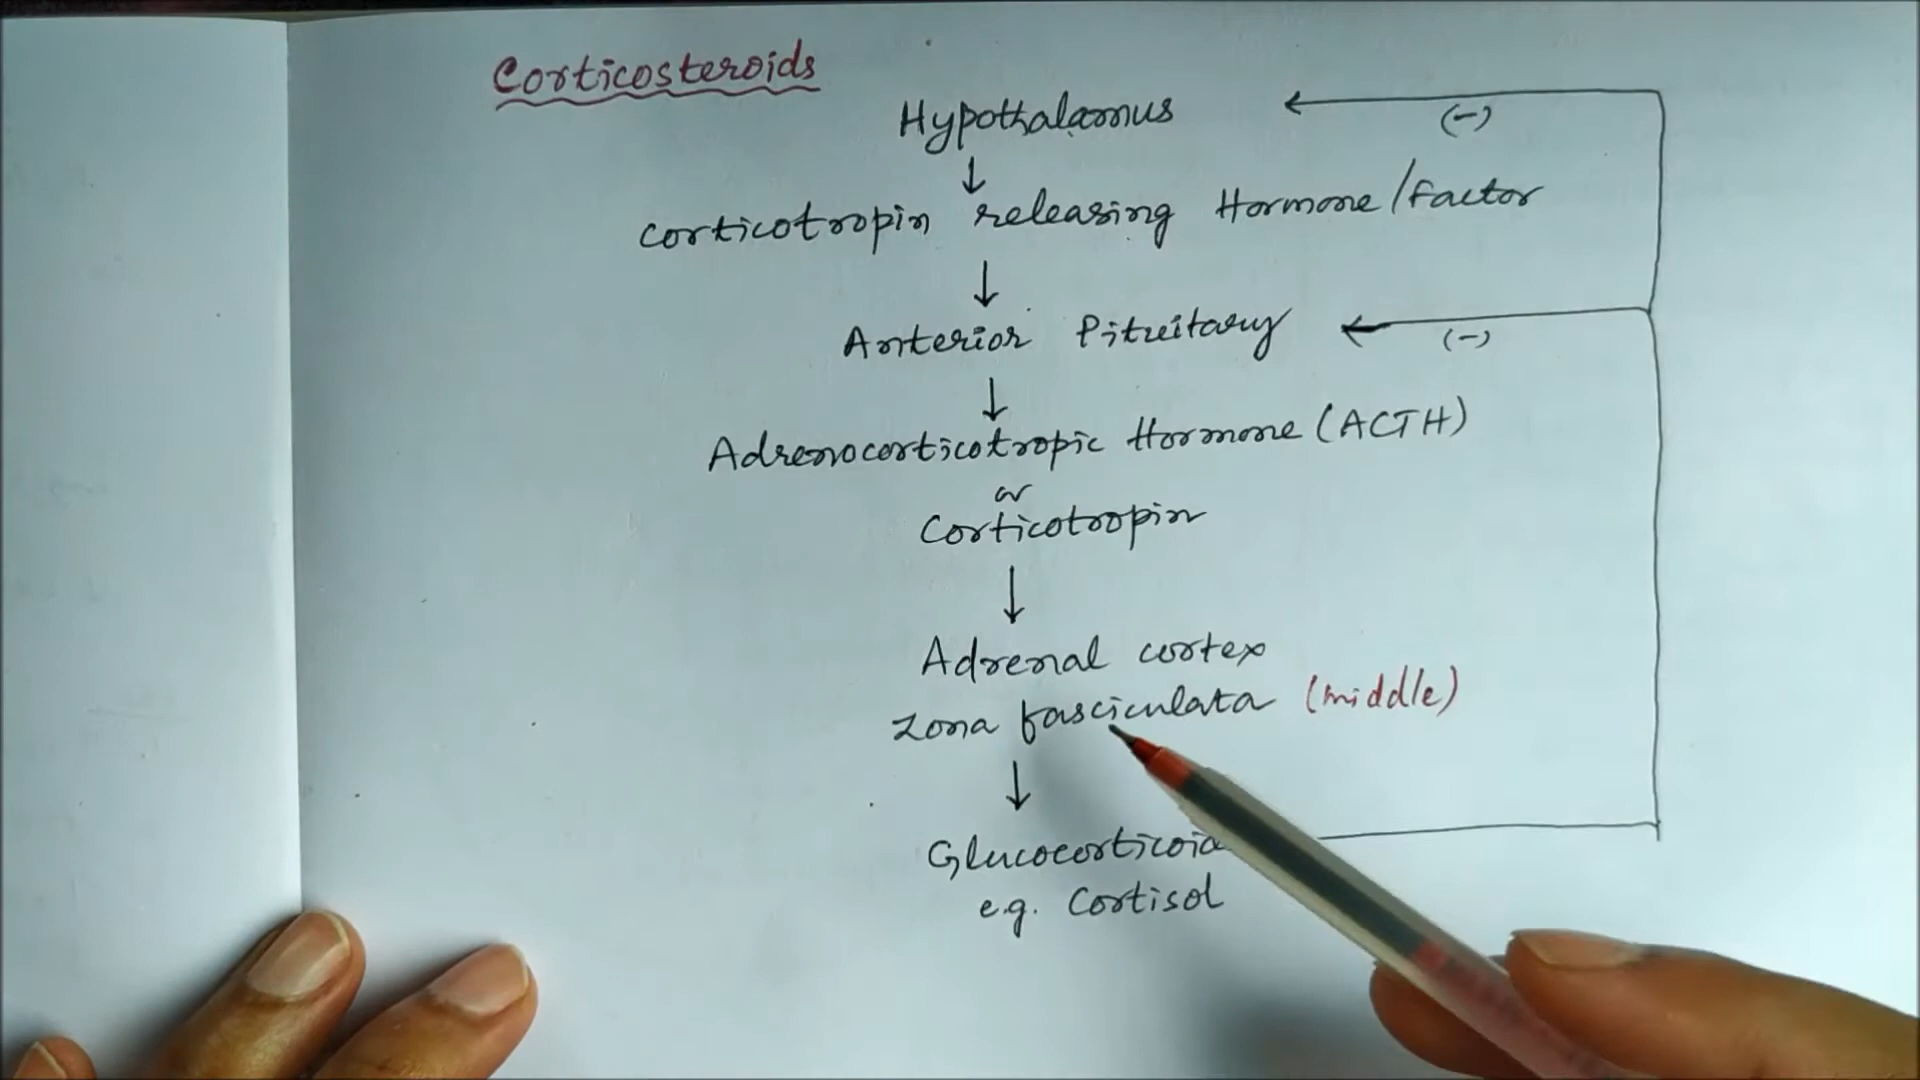 Corticosteroids
Hypothalamus
(-)
↓
corticotropin releasing Hormone/factor
↓
Anterior Pituitary
(-)
↓
Adrenocorticotropic Hormone (ACTH)
or
Corticotropin
↓
Adrenal cortex
Zona fasciculata (middle)
↓
Glucocorticoid
e.g. Cortisol